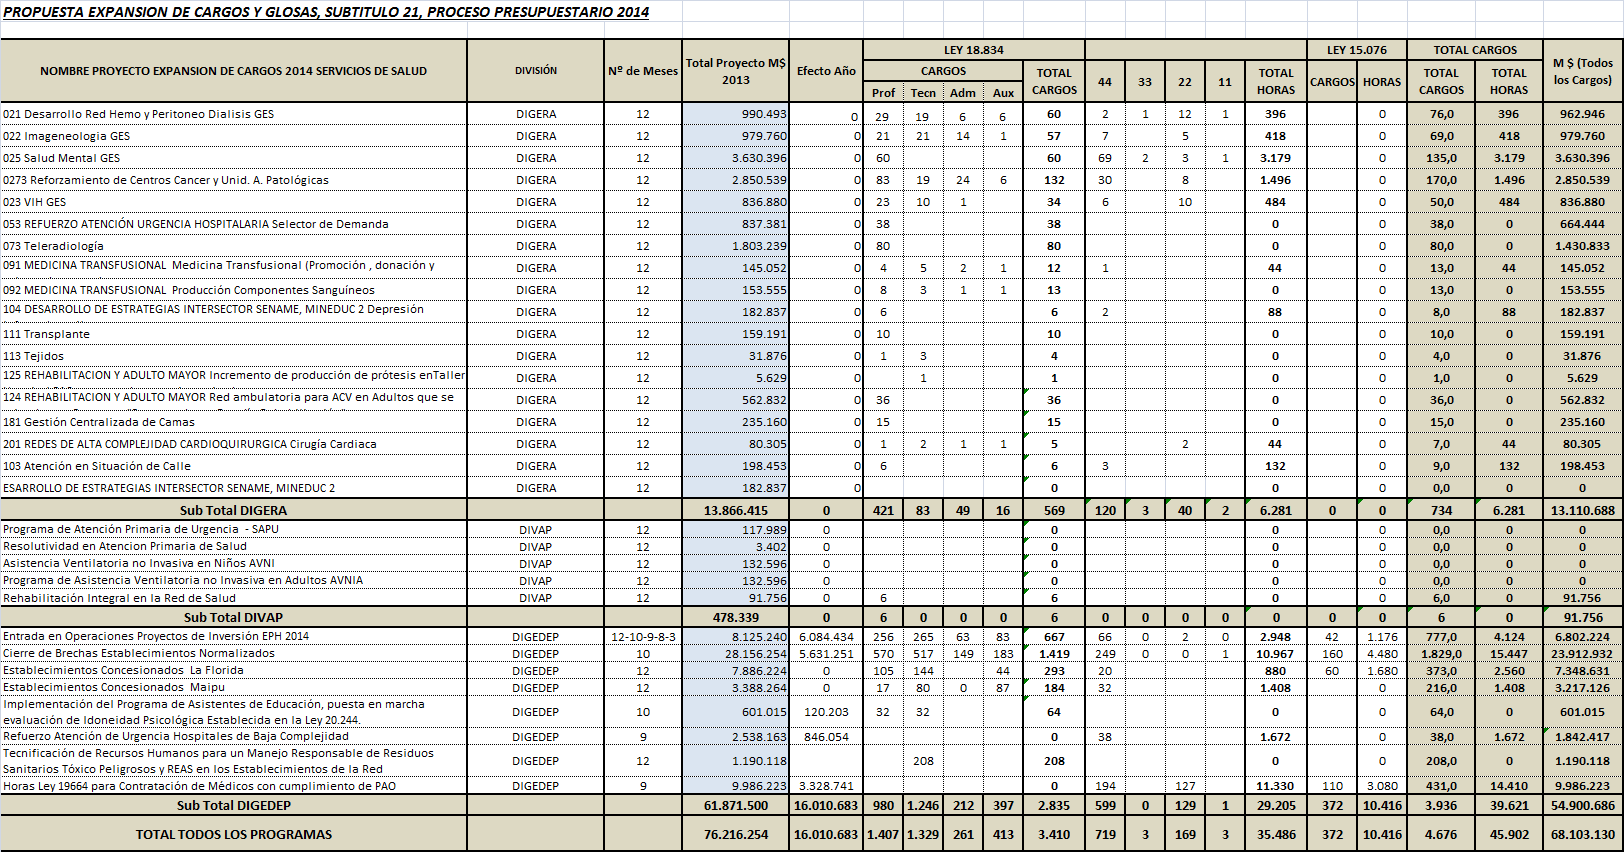 PROPUESTA EXPANSION DE CARGOS Y GLOSAS, SUBTITULO 21, PROCESO PRESUPUESTARIO 2014
NOMBRE PROYECTO EXPANSION DE CARGOS 2014 SERVICIOS DE SALUD DIVISIÓN Nº de Meses Total Proyecto M$ 2013 Efecto Año LEY 18.834 LEY 15.076 TOTAL CARGOS M $ (Todos los Cargos)
CARGOS TOTAL CARGOS 44 33 22 11 TOTAL HORAS CARGOS HORAS TOTAL CARGOS TOTAL HORAS
Prof Tecn Adm Aux
021 Desarrollo Red Hemo y Peritoneo Dialisis GES DIGERA 12 990.493 0 29 19 6 6 60 2 1 12 1 396 0 76,0 396 962.946
022 Imageneologia GES DIGERA 12 979.760 0 21 21 14 1 57 7 5 418 0 69,0 418 979.760
025 Salud Mental GES DIGERA 12 3.630.396 0 60 60 69 2 3 1 3.179 0 135,0 3.179 3.630.396
0273 Reforzamiento de Centros Cancer y Unid. A. Patológicas DIGERA 12 2.850.539 0 83 19 24 6 132 30 8 1.496 0 170,0 1.496 2.850.539
023 VIH GES DIGERA 12 836.880 0 23 10 1 34 6 10 484 0 50,0 484 836.880
053 REFUERZO ATENCIÓN URGENCIA HOSPITALARIA Selector de Demanda DIGERA 12 837.381 0 38 38 0 0 38,0 0 664.444
073 Teleradiología DIGERA 12 1.803.239 0 80 80 0 0 80,0 0 1.430.833
091 MEDICINA TRANSFUSIONAL Medicina Transfusional (Promoción , donación y DIGERA 12 145.052 0 4 5 2 1 12 1 44 0 13,0 44 145.052
092 MEDICINA TRANSFUSIONAL Producción Componentes Sanguíneos DIGERA 12 153.555 0 8 3 1 1 13 0 0 13,0 0 153.555
104 DESARROLLO DE ESTRATEGIAS INTERSECTOR SENAME, MINEDUC 2 Depresión DIGERA 12 182.837 0 6 6 2 88 0 8,0 88 182.837
111 Transplante DIGERA 12 159.191 0 10 10 0 0 10,0 0 159.191
113 Tejidos DIGERA 12 31.876 0 1 3 4 0 0 4,0 0 31.876
125 REHABILITACION Y ADULTO MAYOR Incremento de producción de prótesis enTaller DIGERA 12 5.629 0 1 1 0 0 1,0 0 5.629
124 REHABILITACION Y ADULTO MAYOR Red ambulatoria para ACV en Adultos que se DIGERA 12 562.832 0 36 36 0 0 36,0 0 562.832
181 Gestión Centralizada de Camas DIGERA 12 235.160 0 15 15 0 0 15,0 0 235.160
201 REDES DE ALTA COMPLEJIDAD CARDIOQUIRURGICA Cirugía Cardiaca DIGERA 12 80.305 0 1 2 1 1 5 2 44 0 7,0 44 80.305
103 Atención en Situación de Calle DIGERA 12 198.453 0 6 6 3 132 0 9,0 132 198.453
ESARROLLO DE ESTRATEGIAS INTERSECTOR SENAME, MINEDUC 2 DIGERA 12 182.837 0 0 0 0 0,0 0 0
Sub Total DIGERA 13.866.415 0 421 83 49 16 569 120 3 40 2 6.281 0 0 734 6.281 13.110.688
Programa de Atención Primaria de Urgencia - SAPU DIVAP 12 117.989 0 0 0 0 0,0 0 0
Resolutividad en Atencion Primaria de Salud DIVAP 12 3.402 0 0 0 0 0,0 0 0
Asistencia Ventilatoria no Invasiva en Niños AVNI DIVAP 12 132.596 0 0 0 0 0,0 0 0
Programa de Asistencia Ventilatoria no Invasiva en Adultos AVNIA DIVAP 12 132.596 0 0 0 0 0,0 0 0
Rehabilitación Integral en la Red de Salud DIVAP 12 91.756 0 6 6 0 0 6,0 0 91.756
Sub Total DIVAP 478.339 0 6 0 0 0 6 0 0 0 0 0 0 0 6 0 91.756
Entrada en Operaciones Proyectos de Inversión EPH 2014 DIGEDEP 12-10-9-8-3 8.125.240 6.084.434 256 265 63 83 667 66 0 2 0 2.948 42 1.176 777,0 4.124 6.802.224
Cierre de Brechas Establecimientos Normalizados DIGEDEP 10 28.156.254 5.631.251 570 517 149 183 1.419 249 0 0 1 10.967 160 4.480 1.829,0 15.447 23.912.932
Establecimientos Concesionados La Florida DIGEDEP 12 7.886.224 0 105 144 44 293 20 880 60 1.680 373,0 2.560 7.348.631
Establecimientos Concesionados Maipu DIGEDEP 12 3.388.264 0 17 80 0 87 184 32 1.408 0 216,0 1.408 3.217.126
Implementación del Programa de Asistentes de Educación, puesta en marcha
evaluación de Idoneidad Psicológica Establecida en la Ley 20.244. DIGEDEP 10 601.015 120.203 32 32 64 0 0 64,0 0 601.015
Refuerzo Atención de Urgencia Hospitales de Baja Complejidad DIGEDEP 9 2.538.163 846.054 0 38 1.672 0 38,0 1.672 1.842.417
Tecnificación de Recursos Humanos para un Manejo Responsable de Residuos
Sanitarios Tóxico Peligrosos y REAS en los Establecimientos de la Red DIGEDEP 12 1.190.118 208 208 0 0 208,0 0 1.190.118
Horas Ley 19664 para Contratación de Médicos con cumplimiento de PAO DIGEDEP 9 9.986.223 3.328.741 0 194 127 11.330 110 3.080 431,0 14.410 9.986.223
Sub Total DIGEDEP 61.871.500 16.010.683 980 1.246 212 397 2.835 599 0 129 1 29.205 372 10.416 3.936 39.621 54.900.686
TOTAL TODOS LOS PROGRAMAS 76.216.254 16.010.683 1.407 1.329 261 413 3.410 719 3 169 3 35.486 372 10.416 4.676 45.902 68.103.130